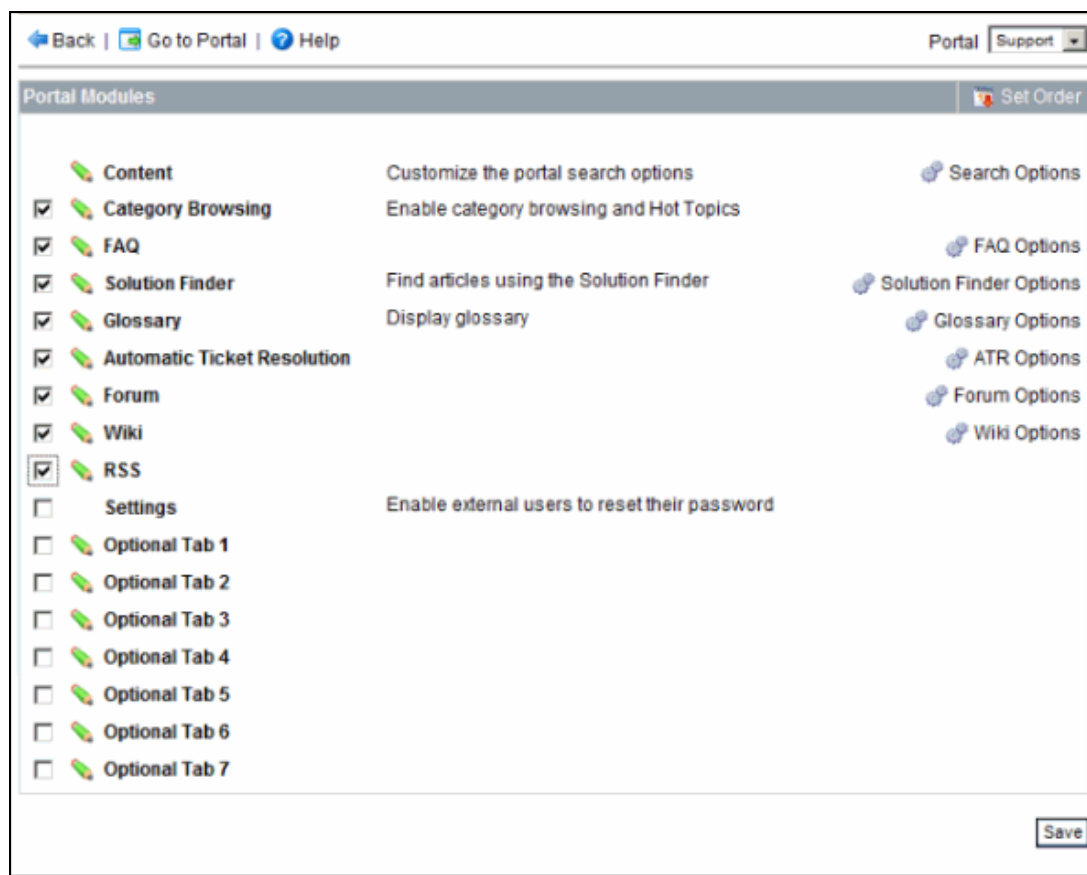 Back | Go to Portal | Help Portal Support
Portal Modules Set Order
Content Customize the portal search options Search Options
Category Browsing Enable category browsing and Hot Topics
FAQ FAQ Options
Solution Finder Find articles using the Solution Finder Solution Finder Options
Glossary Display glossary Glossary Options
Automatic Ticket Resolution ATR Options
Forum Forum Options
Wiki Wiki Options
RSS
Settings Enable external users to reset their password
Optional Tab 1
Optional Tab 2
Optional Tab 3
Optional Tab 4
Optional Tab 5
Optional Tab 6
Optional Tab 7
Save